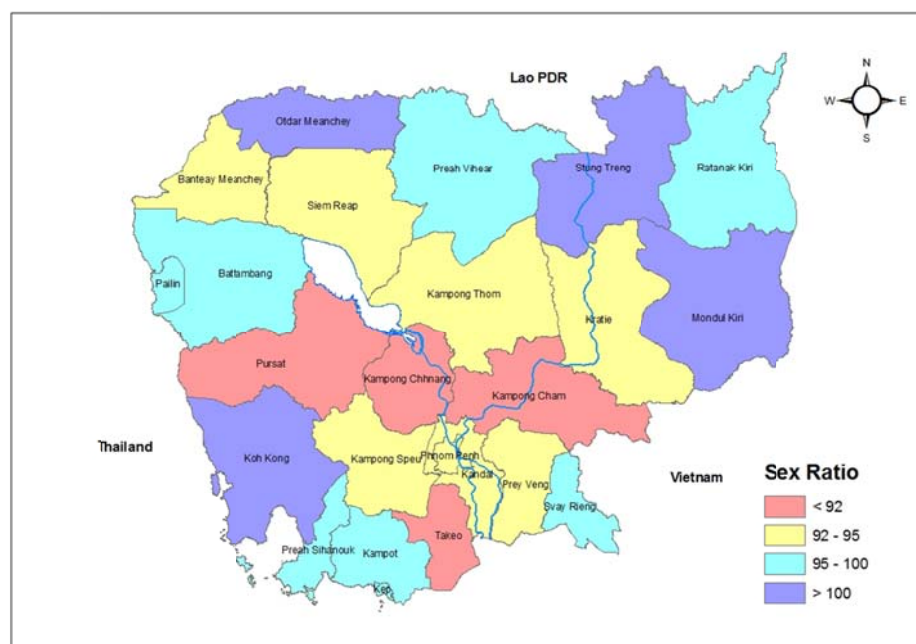 Lao PDR
N
W
E
S
Otdar Meanchey
Preah Vihear
Stung Treng
Ratanak Kiri
Banteay Meanchey
Siem Reap
Battambang
Pailin
Kampong Thom
Kratie
Mondul Kiri
Pursat
Kampong Chhnang
Kampong Cham
Thailand
Koh Kong
Kampong Speu
Phnom Penh
Kandal
Prey Veng
Vietnam
Svay Rieng
Takeo
Preah Sihanouk
Kampot
Kep
Sex Ratio
< 92
92 - 95
95 - 100
> 100